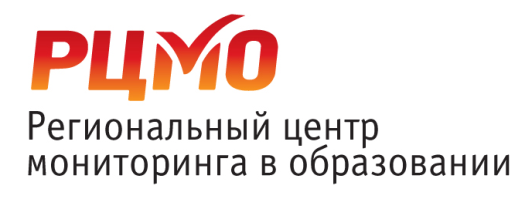 РЦМО
Региональный центр
мониторинга в образовании